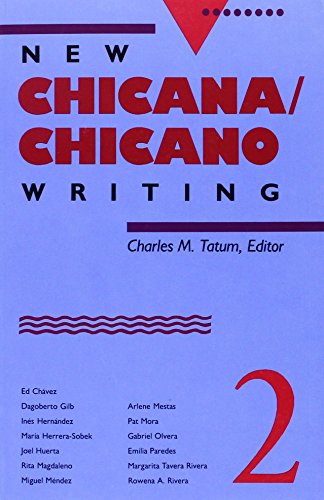 NEW
CHICANA/
CHICANO
WRITING
Charles M. Tatum, Editor
Ed Chávez
Dagoberto Gilb
Inés Hernández
María Herrera-Sobek
Joel Huerta
Rita Magdaleno
Miguel Méndez
Arlene Mestas
Pat Mora
Gabriel Olvera
Emilia Paredes
Margarita Tavera Rivera
Rowena A. Rivera
2